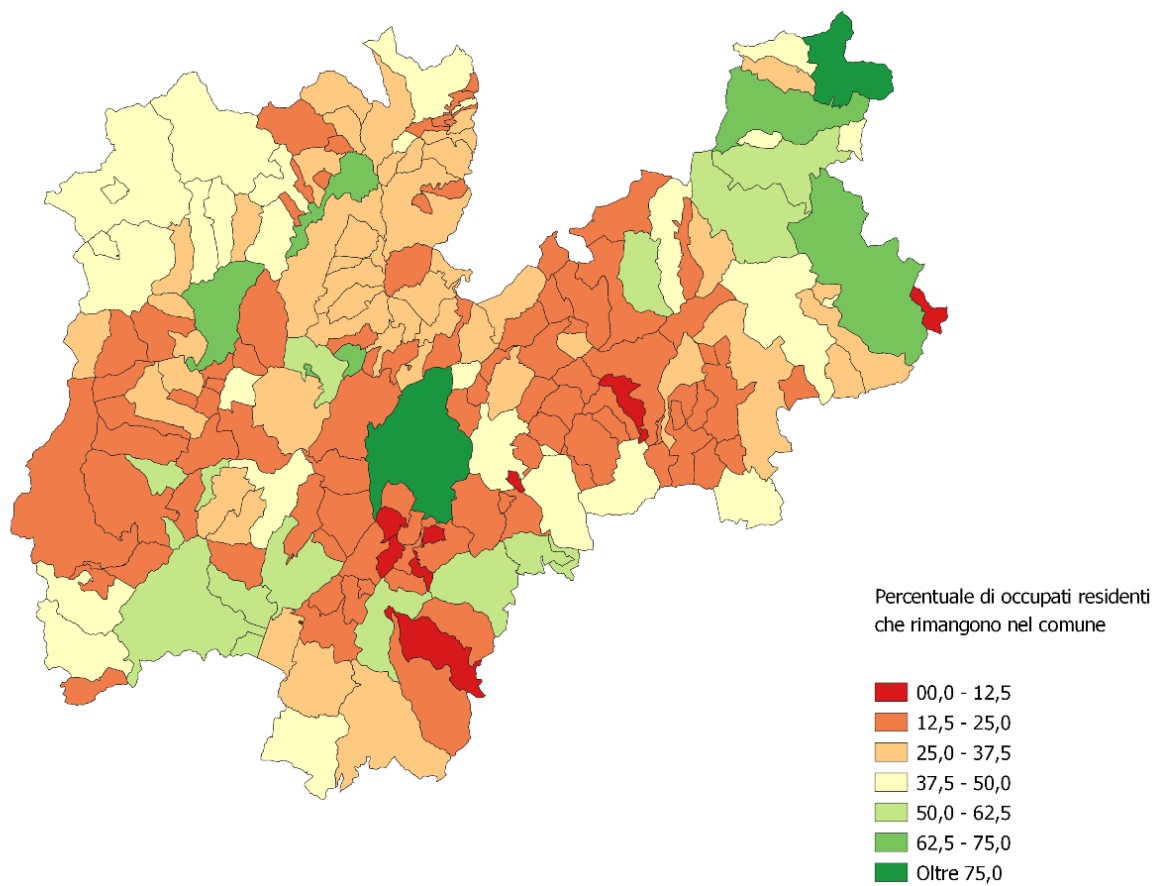 Percentuale di occupati residenti
che rimangono nel comune
00,0 - 12,5
12,5 - 25,0
25,0 - 37,5
37,5 - 50,0
50,0 - 62,5
62,5 - 75,0
Oltre 75,0